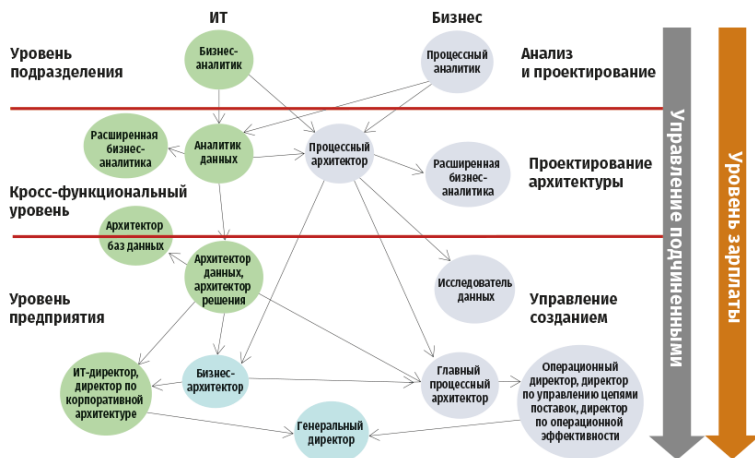 ИТ
Бизнес
Уровень
подразделения
Бизнес-
аналитик
Процессный
аналитик
Анализ
и проектирование
Расширенная
бизнес-
аналитика
Аналитик
данных
Процессный
архитектор
Расширенная
бизнес-
аналитика
Проектирование
архитектуры
Кросс-функциональный
уровень
Архитектор
баз данных
Архитектор
данных,
архитектор
решения
Исследователь
данных
Уровень
предприятия
Управление
созданием
ИТ-директор,
директор по
корпоративной
архитектуре
Бизнес-
архитектор
Главный
процессный
архитектор
Операционный
директор, директор
по управлению цепями
поставок, директор
по операционной
эффективности
Генеральный
директор
Управление подчиненными
Уровень зарплаты